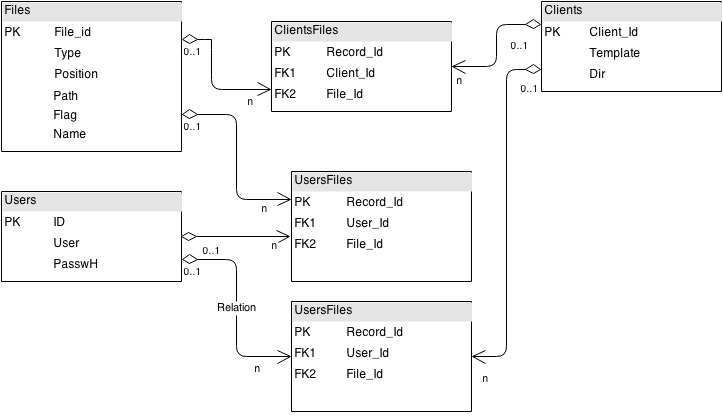 Files
PK File_id
Type
Position
Path
Flag
Name
0..1
0..1
n
n
ClientsFiles
PK Record_Id
FK1 Client_Id
FK2 File_Id
Clients
PK Client_Id
Template
Dir
0..1
0..1
n
n
UsersFiles
PK Record_Id
FK1 User_Id
FK2 File_Id
Users
PK ID
User
PasswH
0..1
0..1
n
n
Relation
UsersFiles
PK Record_Id
FK1 User_Id
FK2 File_Id